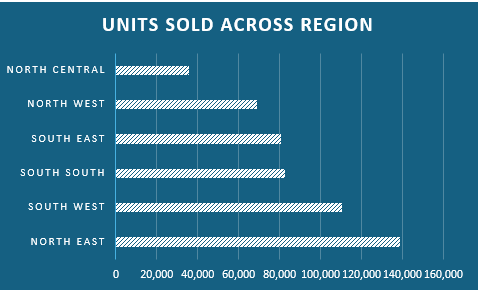 UNITS SOLD ACROSS REGION
NORTH CENTRAL
NORTH WEST
SOUTH EAST
SOUTH SOUTH
SOUTH WEST
NORTH EAST
0 20,000 40,000 60,000 80,000 100,000 120,000 140,000 160,000